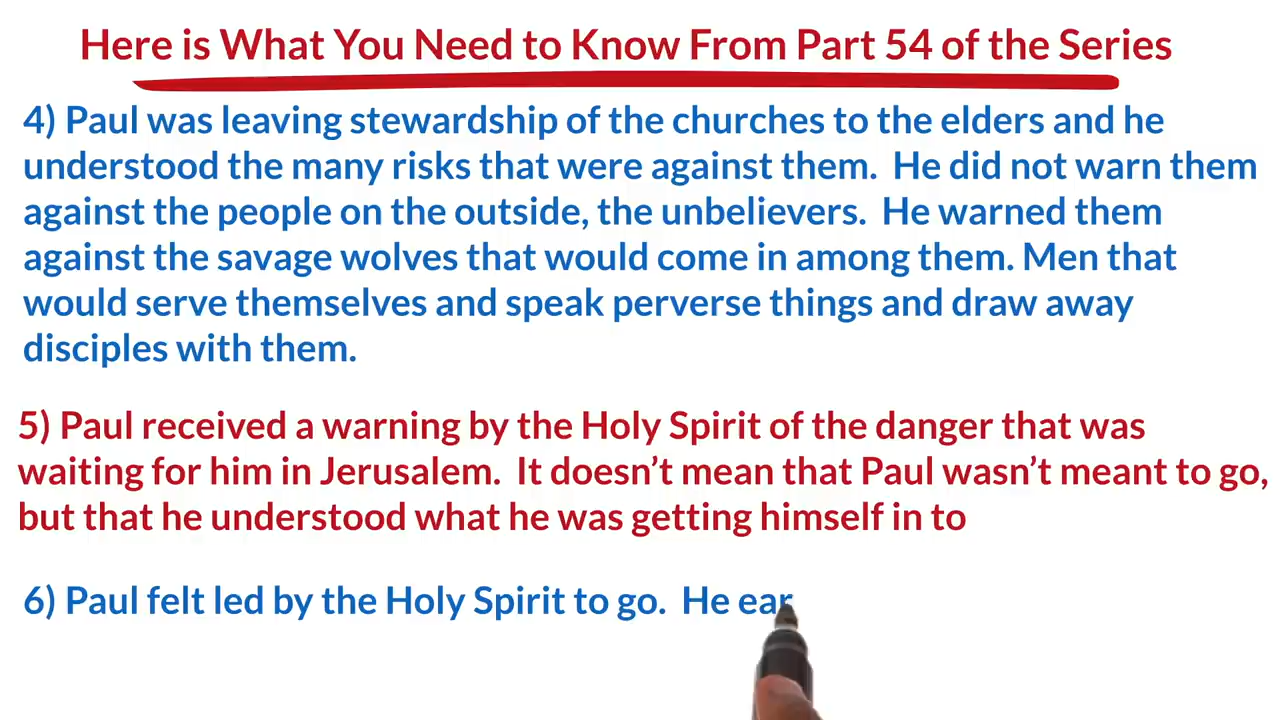 Here is What You Need to Know From Part 54 of the Series
4) Paul was leaving stewardship of the churches to the elders and he
understood the many risks that were against them.  He did not warn them
against the people on the outside, the unbelievers.  He warned them
against the savage wolves that would come in among them. Men that
would serve themselves and speak perverse things and draw away
disciples with them.
5) Paul received a warning by the Holy Spirit of the danger that was
waiting for him in Jerusalem.  It doesn’t mean that Paul wasn’t meant to go,
but that he understood what he was getting himself in to
6) Paul felt led by the Holy Spirit to go.  He ear